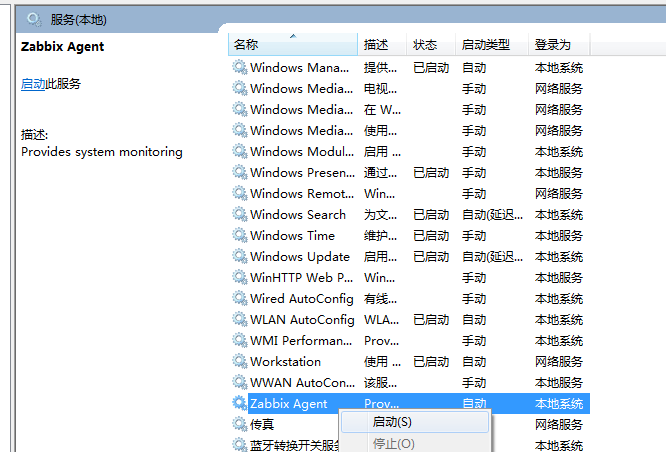 服务(本地)
Zabbix Agent
启动此服务
描述:
Provides system monitoring
名称 描述 状态 启动类型 登录为
Windows Mana... 提供... 已启动 自动 本地系统
Windows Media... 电视... 手动 网络服务
Windows Media... 在 W... 手动 网络服务
Windows Media... 使用... 手动 网络服务
Windows Modul... 启用 ... 手动 本地系统
Windows Presen... 通过... 已启动 手动 本地服务
Windows Remot... Win... 手动 网络服务
Windows Search 为文... 已启动 自动(延迟... 本地系统
Windows Time 维护... 已启动 手动 本地服务
Windows Update 启用... 已启动 自动(延迟... 本地系统
WinHTTP Web P... Win... 手动 本地服务
Wired AutoConfig 有线... 手动 本地系统
WLAN AutoConfig WLA... 已启动 自动 本地系统
WMI Performan... Prov... 手动 本地系统
Workstation 使用 ... 已启动 自动 网络服务
WWAN AutoCon... 该服... 手动 本地服务
Zabbix Agent Prov... 自动 本地系统
传真 网络服务
启动(S)
蓝牙转换开关服务 本地系统
停止(O)